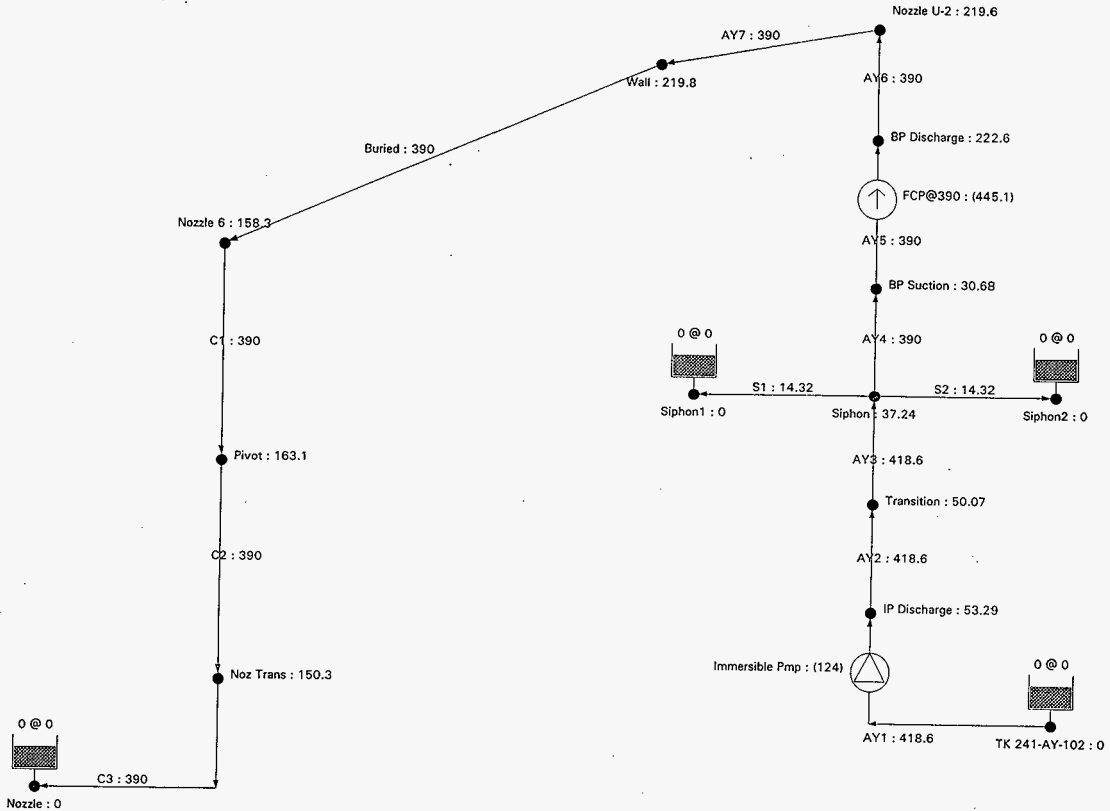 Nozzle U-2 : 219.6
AY7 : 390
AY6 : 390
Wall : 219.8
BP Discharge : 222.6
Buried : 390
FCP@390 : (445.1)
Nozzle 6 : 158.3
AY5 : 390
BP Suction : 30.68
C1 : 390
0 @ 0
AY4 : 390
0 @ 0
S1 : 14.32
S2 : 14.32
Siphon1 : 0
Siphon : 37.24
Siphon2 : 0
Pivot : 163.1
AY3 : 418.6
Transition : 50.07
C2 : 390
AY2 : 418.6
IP Discharge : 53.29
Noz Trans : 150.3
Immersible Pmp : (124)
0 @ 0
0 @ 0
AY1 : 418.6
TK 241-AY-102 : 0
C3 : 390
Nozzle : 0